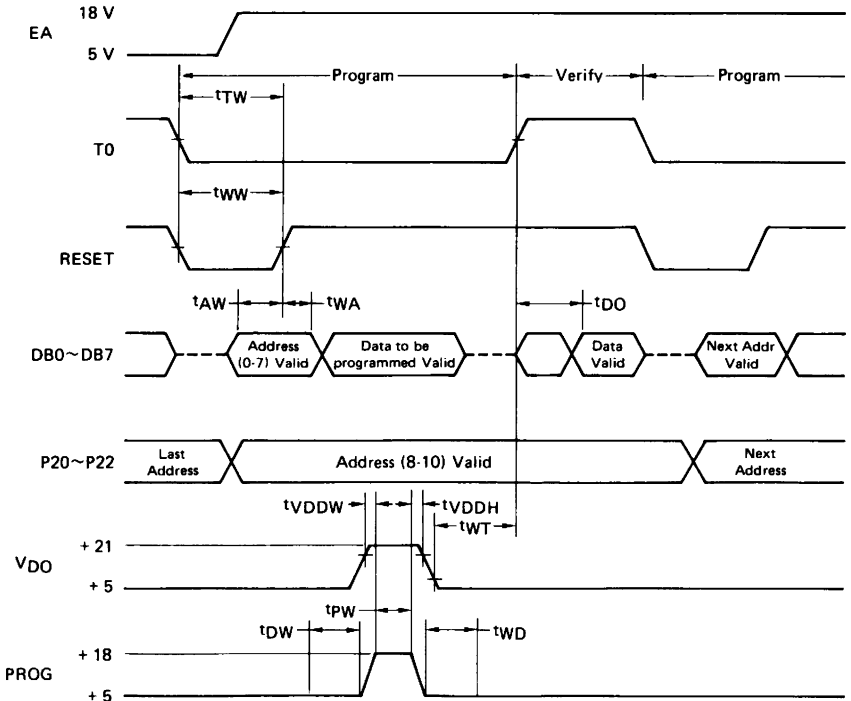 EA
18 V
5 V
Program
Verify
Program
tTW
T0
tWW
RESET
tAW
tWA
tDO
DB0~DB7
Address (0-7) Valid
Data to be programmed Valid
Data Valid
Next Addr Valid
P20~P22
Last Address
Address (8-10) Valid
Next Address
tVDDW
tVDDH
tWT
VDO
+ 21
+ 5
tPW
tDW
tWD
PROG
+ 18
+ 5